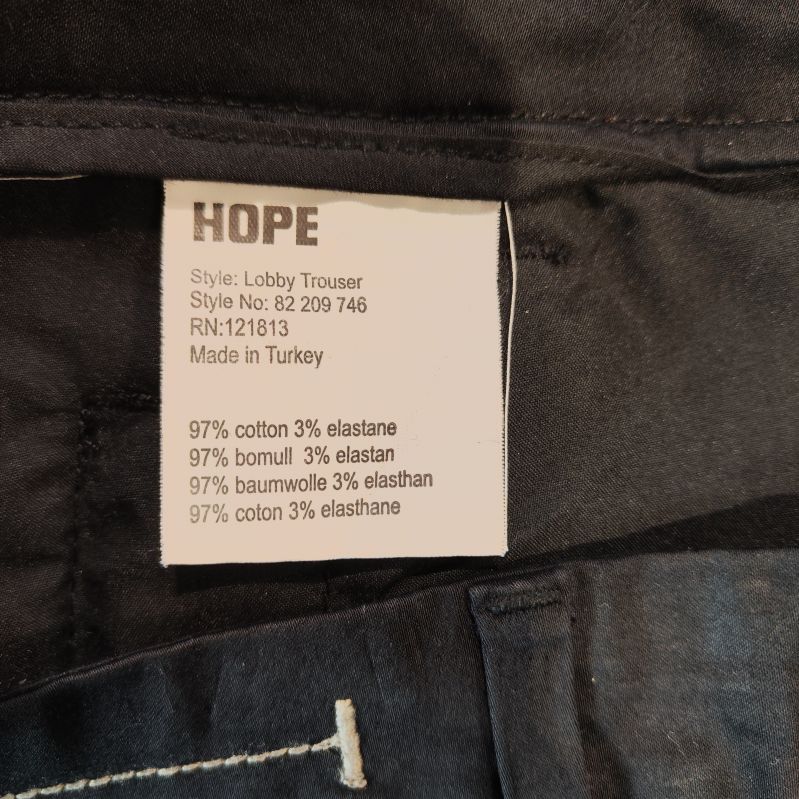 HOPE
Style: Lobby Trouser
Style No: 82 209 746
RN:121813
Made in Turkey
97% cotton 3% elastane
97% bomull 3% elastan
97% baumwolle 3% elasthan
97% coton 3% elasthane